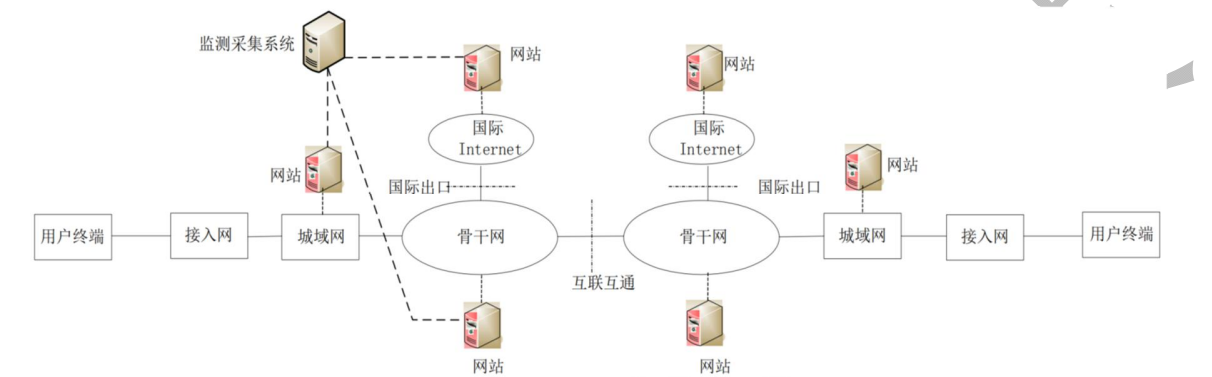 监测采集系统
网站
网站
国际
Internet
国际
Internet
网站
网站
国际出口
国际出口
用户终端
接入网
城域网
骨干网
骨干网
城域网
接入网
用户终端
互联互通
网站
网站